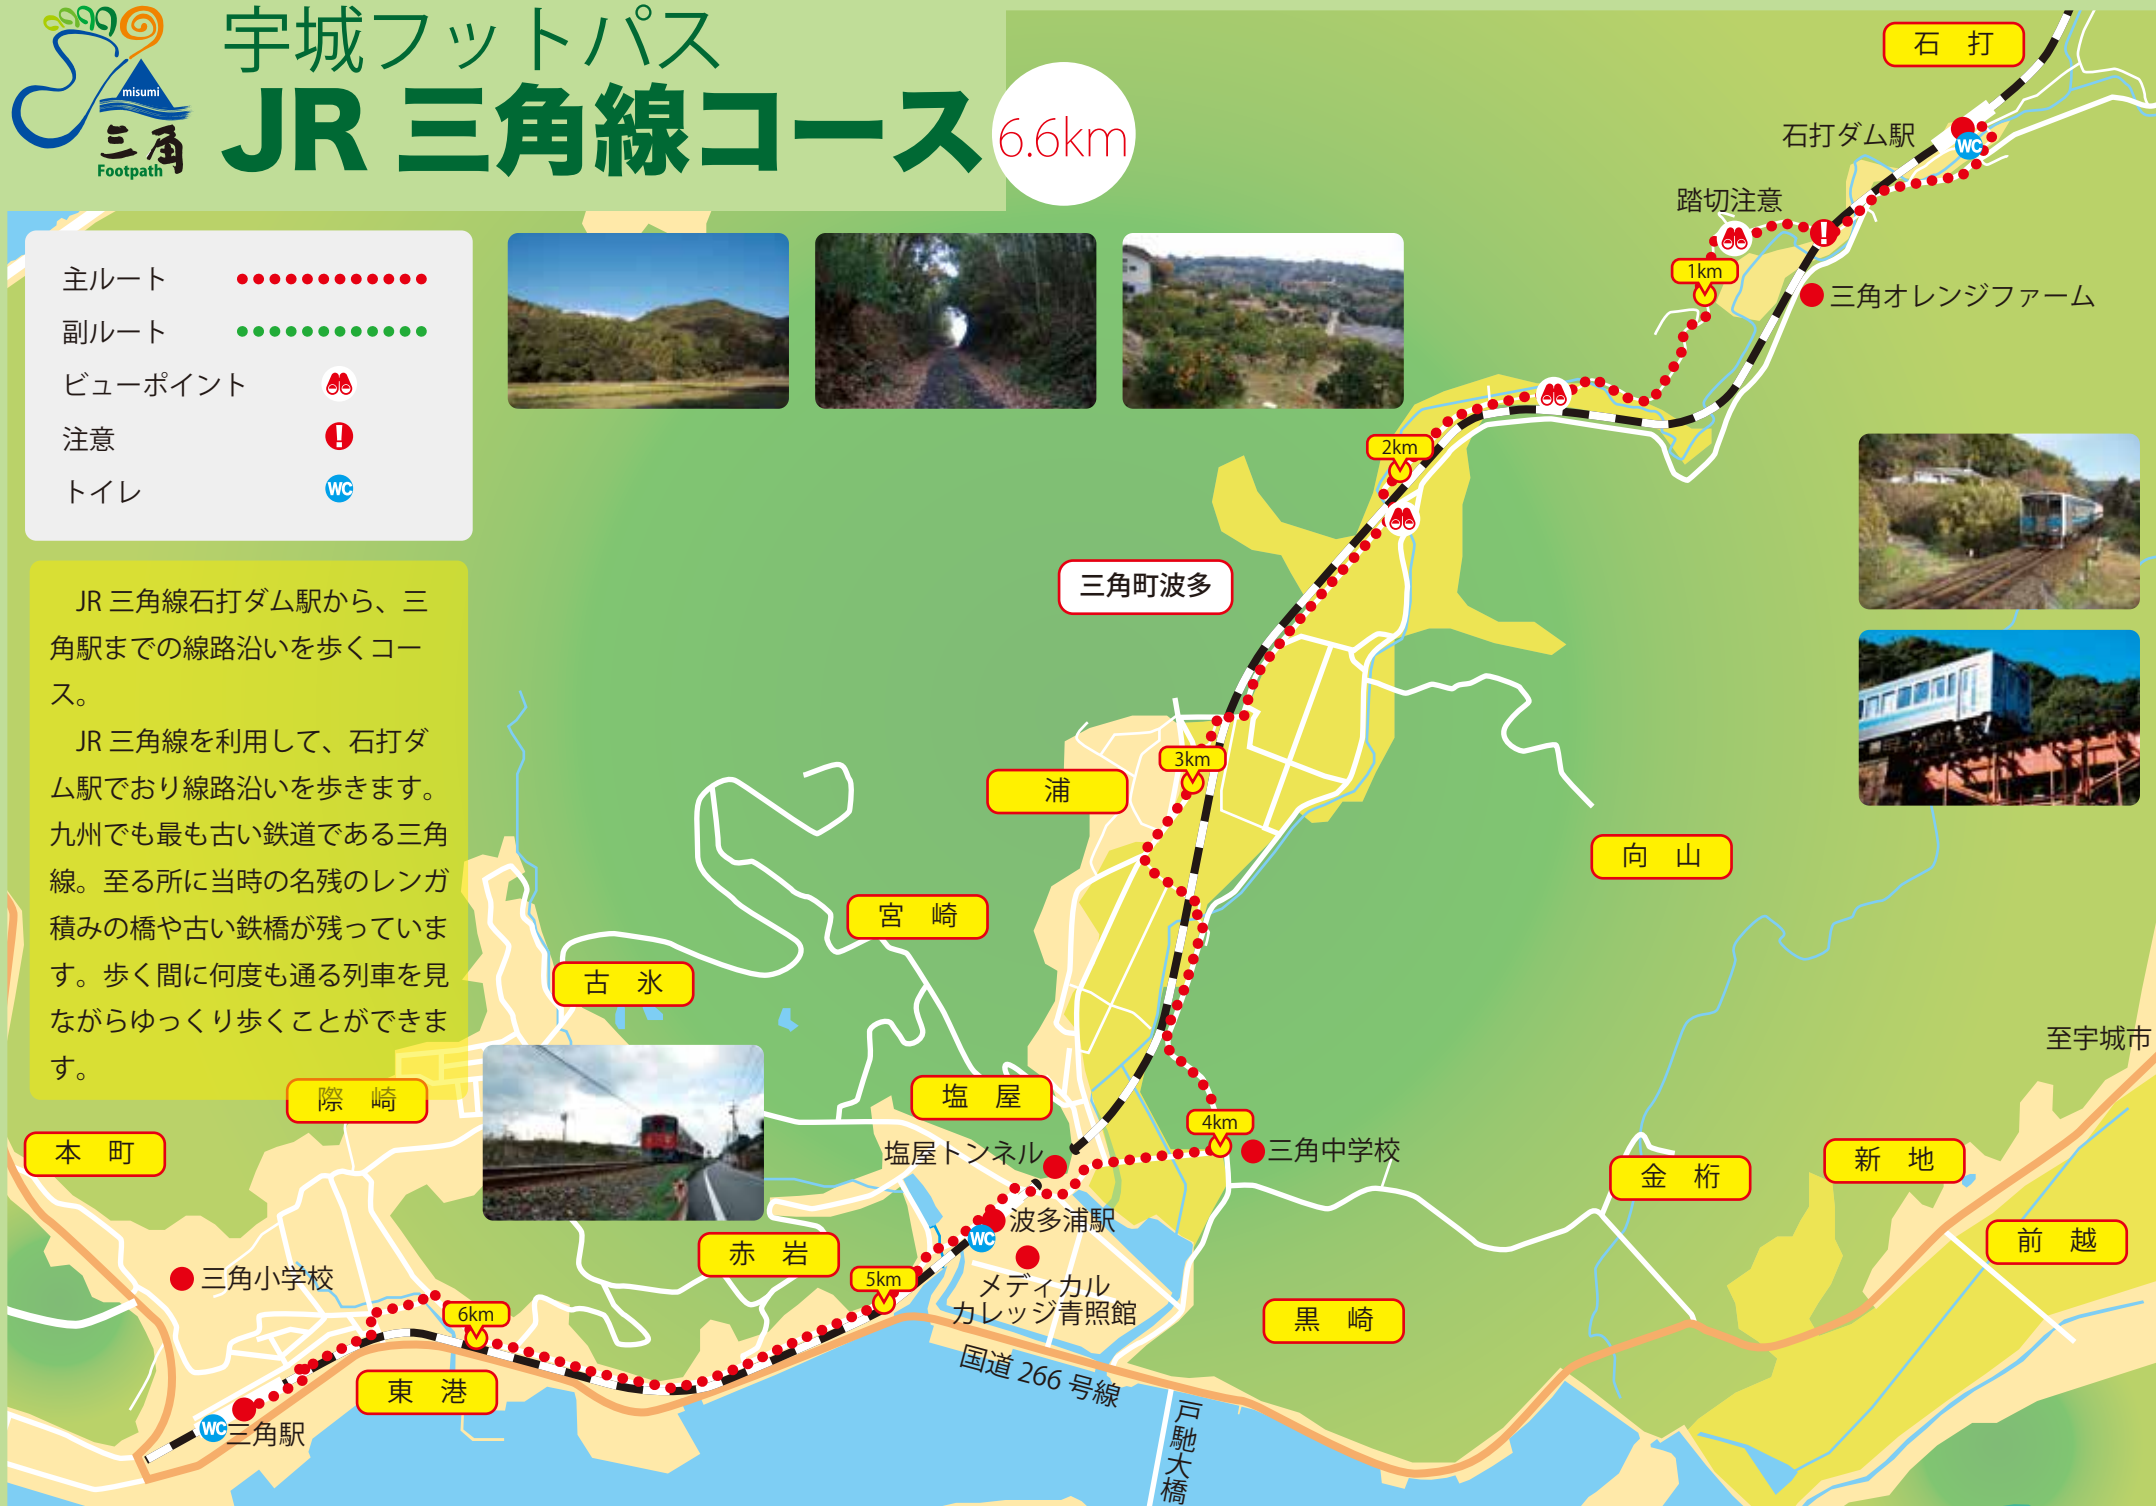 宇城フットパス
JR 三角線コース
6.6km
misumi
三角
Footpath
主ルート
副ルート
ビューポイント
注意
トイレ
WC
JR 三角線石打ダム駅から、三
角駅までの線路沿いを歩くコー
ス。
JR 三角線を利用して、石打ダ
ム駅でおり線路沿いを歩きます。
九州でも最も古い鉄道である三角
線。至る所に当時の名残のレンガ
積みの橋や古い鉄橋が残っていま
す。歩く間に何度も通る列車を見
ながらゆっくり歩くことができま
す。
石 打
石打ダム駅
WC
踏切注意
1km
三角オレンジファーム
2km
三角町波多
3km
浦
向 山
宮 崎
古 氷
至宇城市
際 崎
塩 屋
4km
本 町
塩屋トンネル
三角中学校
新 地
金 桁
波多浦駅
WC
前 越
赤 岩
三角小学校
5km
メディカル
カレッジ青照館
6km
黒 崎
国道 266 号線
東 港
戸馳大橋
WC
三角駅